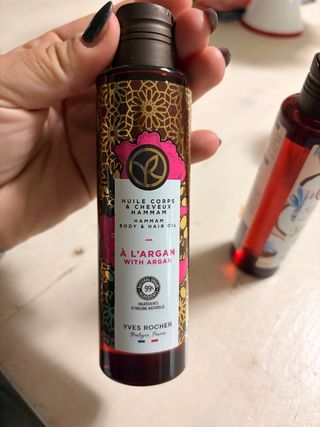 YR
HUILE CORPS
& CHEVEUX
HAMMAM
HAMMAM
BODY & HAIR OIL
À L'ARGAN
WITH ARGAN
99%
INGRÉDIENTS
D'ORIGINE NATURELLE
YVES ROCHER
Bretagne, France